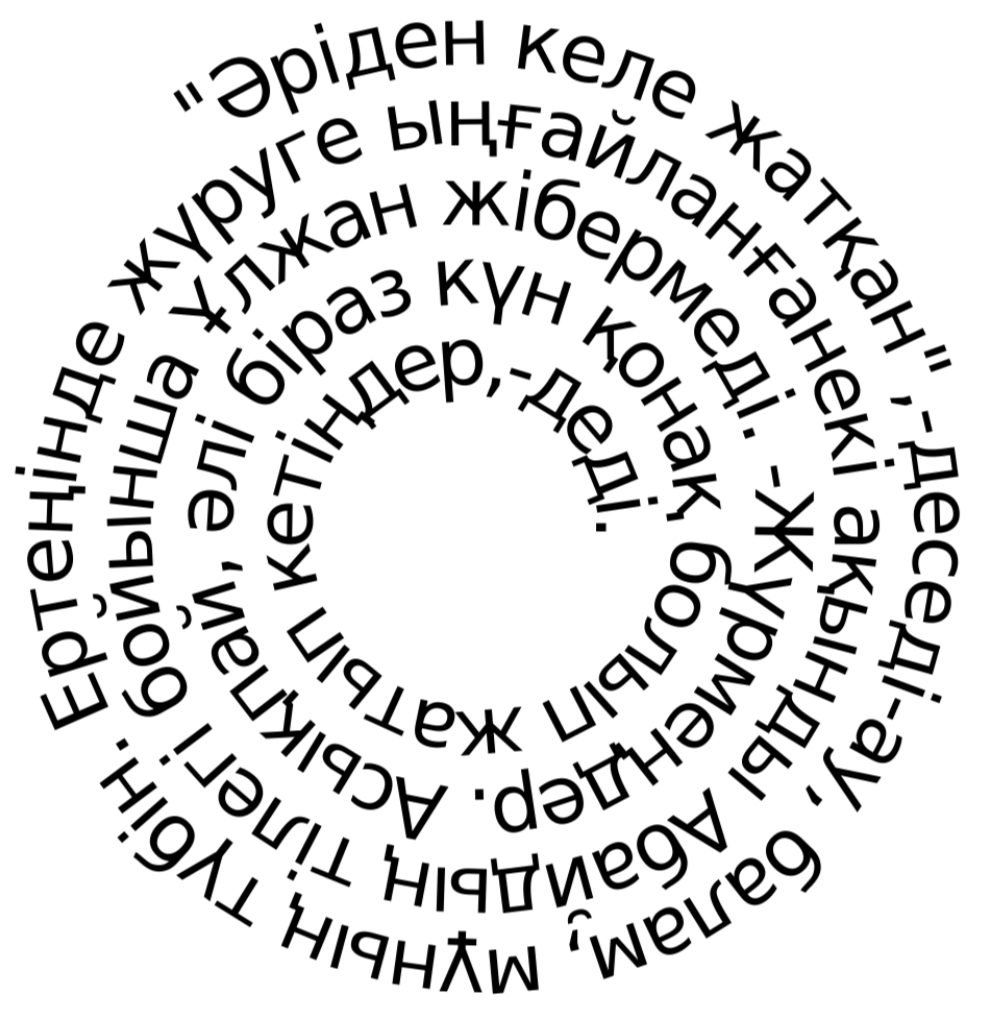 "Әріден келе жатқан",-деседі-ау, балам, мұның түбін. Ертеңінде жүруге ыңғайланғанекі ақынды Абайдың тілегі бойынша Ұлжан жібермеді. -Жүрмеңдер. Асықпай, әлі біраз күн қонақ болып жатып кетіңдер,-деді.